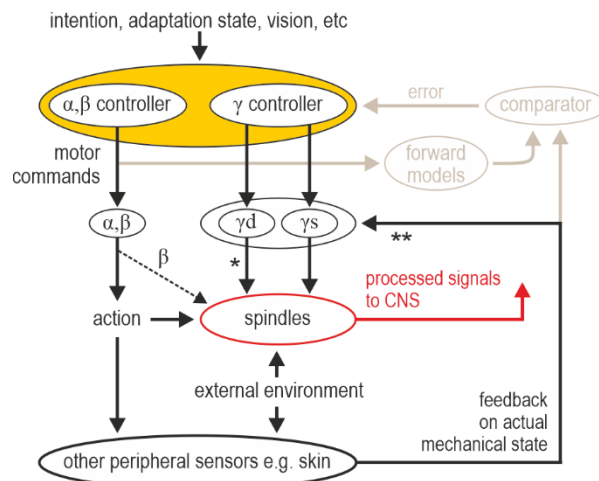 intention, adaptation state, vision, etc
α,β controller
γ controller
error
comparator
motor
commands
forward
models
α,β
γd
γs
**
*
β
processed signals
to CNS
action
spindles
external environment
feedback
on actual
mechanical state
other peripheral sensors e.g. skin